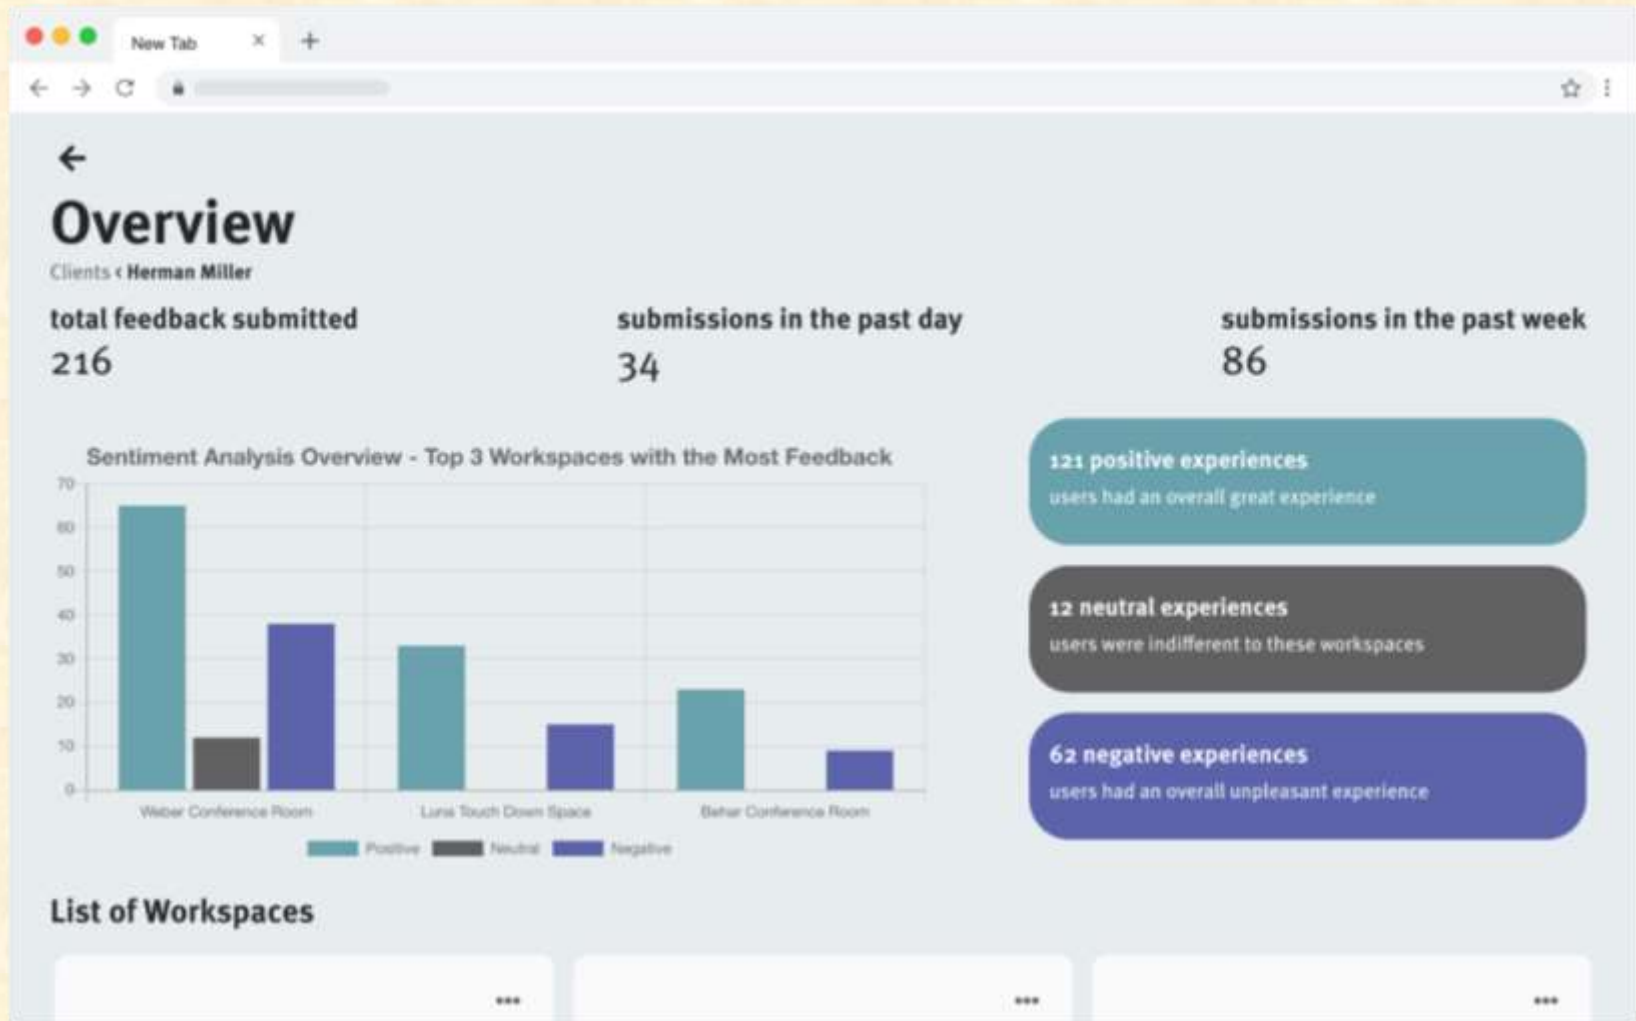 New Tab
Overview
Clients < Herman Miller
total feedback submitted
216
submissions in the past day
34
submissions in the past week
86
Sentiment Analysis Overview - Top 3 Workspaces with the Most Feedback
70
60
50
40
30
20
10
0
Weber Conference Room
Luna Touch Down Space
Behar Conference Room
Positive Neutral Negative
121 positive experiences
users had an overall great experience
12 neutral experiences
users were indifferent to these workspaces
62 negative experiences
users had an overall unpleasant experience
List of Workspaces